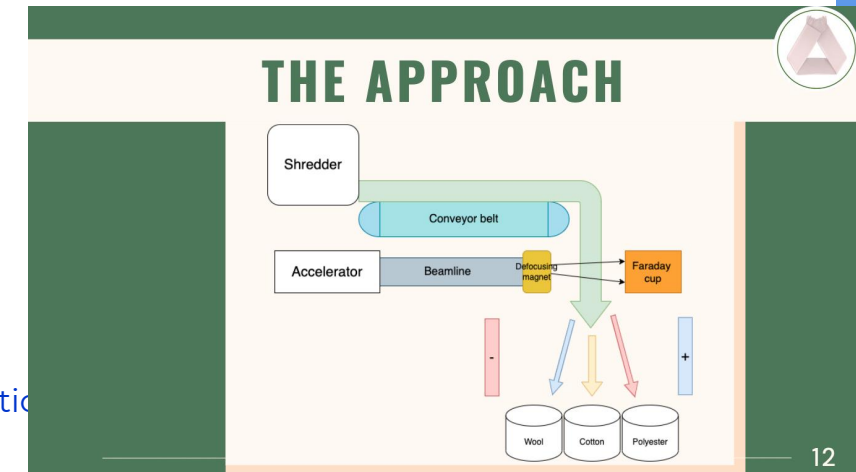 THE APPROACH
Shredder
Conveyor belt
Accelerator
Beamline
Defocusing
magnet
Faraday
cup
-
+
Wool
Cotton
Polyester
12